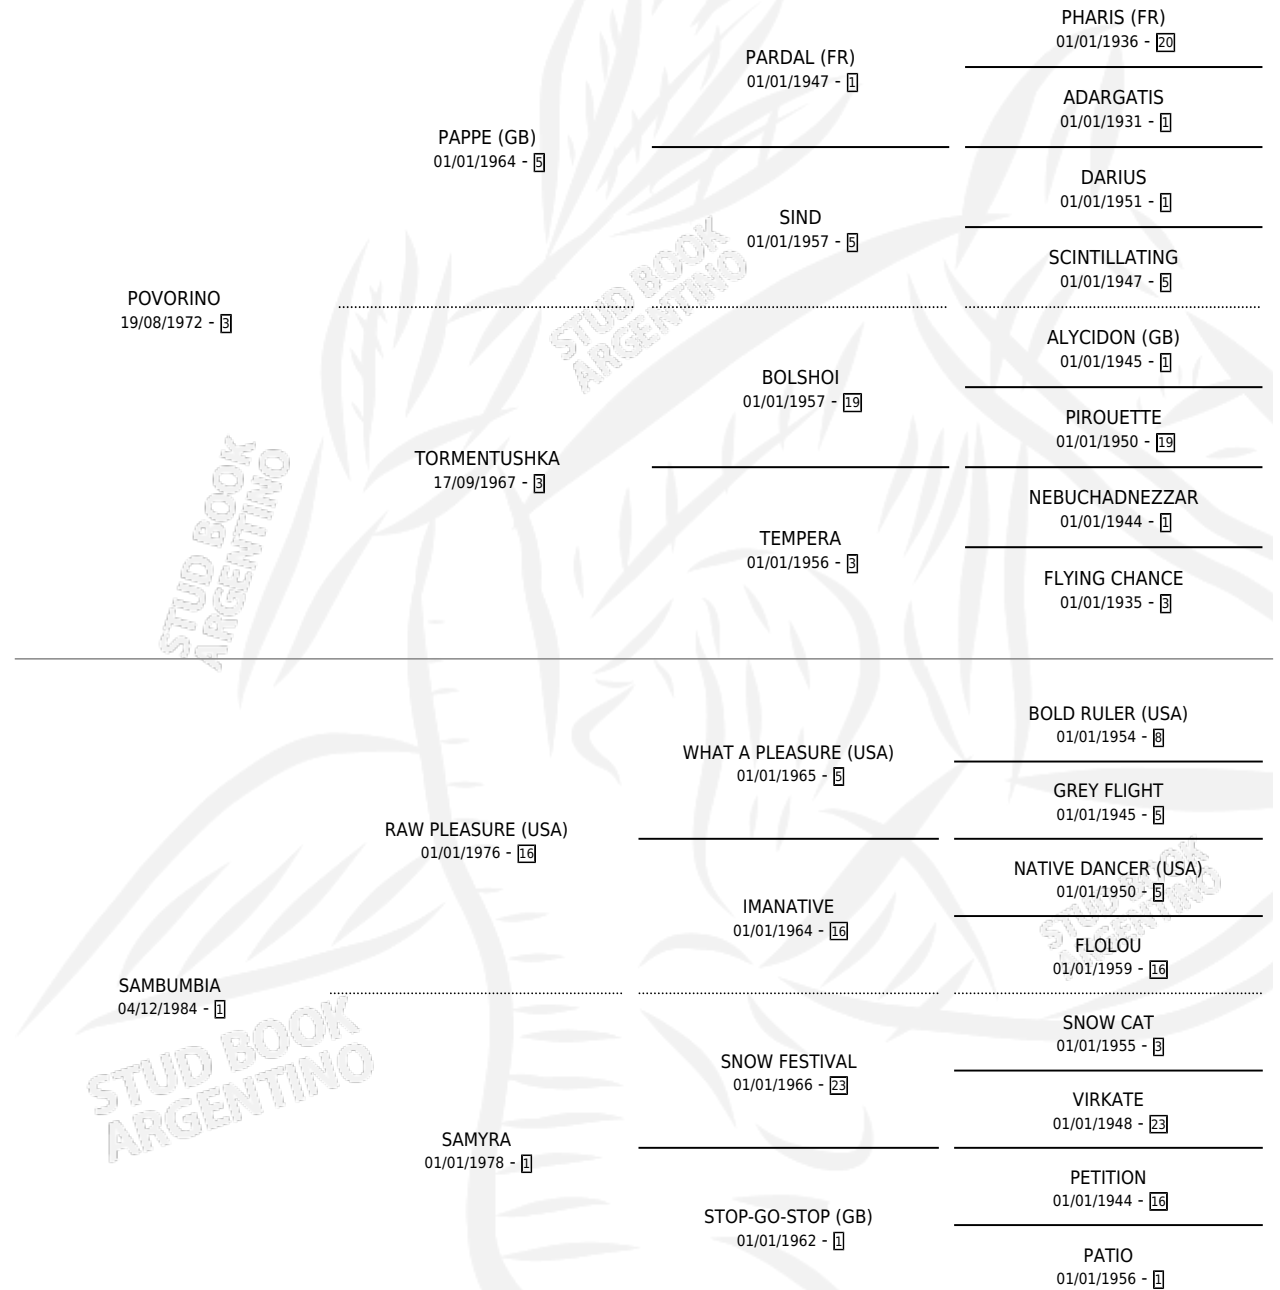 PHARIS (FR)
01/01/1936 - 20
PARDAL (FR)
01/01/1947 - 1
ADARGATIS
01/01/1931 - 1
PAPPE (GB)
01/01/1964 - 5
DARIUS
01/01/1951 - 1
SIND
01/01/1957 - 5
SCINTILLATING
01/01/1947 - 5
POVORINO
19/08/1972 - 3
ALYCIDON (GB)
01/01/1945 - 1
BOLSHOI
01/01/1957 - 19
PIROUETTE
01/01/1950 - 19
TORMENTUSHKA
17/09/1967 - 3
NEBUCHADNEZZAR
01/01/1944 - 1
TEMPERA
01/01/1956 - 3
FLYING CHANCE
01/01/1935 - 3
BOLD RULER (USA)
01/01/1954 - 8
WHAT A PLEASURE (USA)
01/01/1965 - 5
GREY FLIGHT
01/01/1945 - 5
RAW PLEASURE (USA)
01/01/1976 - 16
NATIVE DANCER (USA)
01/01/1950 - 5
IMANATIVE
01/01/1964 - 16
FLOLOU
01/01/1959 - 16
SAMBUMBIA
04/12/1984 - 1
SNOW CAT
01/01/1955 - 3
SNOW FESTIVAL
01/01/1966 - 23
VIRKATE
01/01/1948 - 23
SAMYRA
01/01/1978 - 1
PETITION
01/01/1944 - 16
STOP-GO-STOP (GB)
01/01/1962 - 1
PATIO
01/01/1956 - 1
STUD BOOK
ARGENTINO
STUD BOOK
ARGENTINO
STUD BOOK
ARGENTINO
STUD BOOK
ARGENTINO